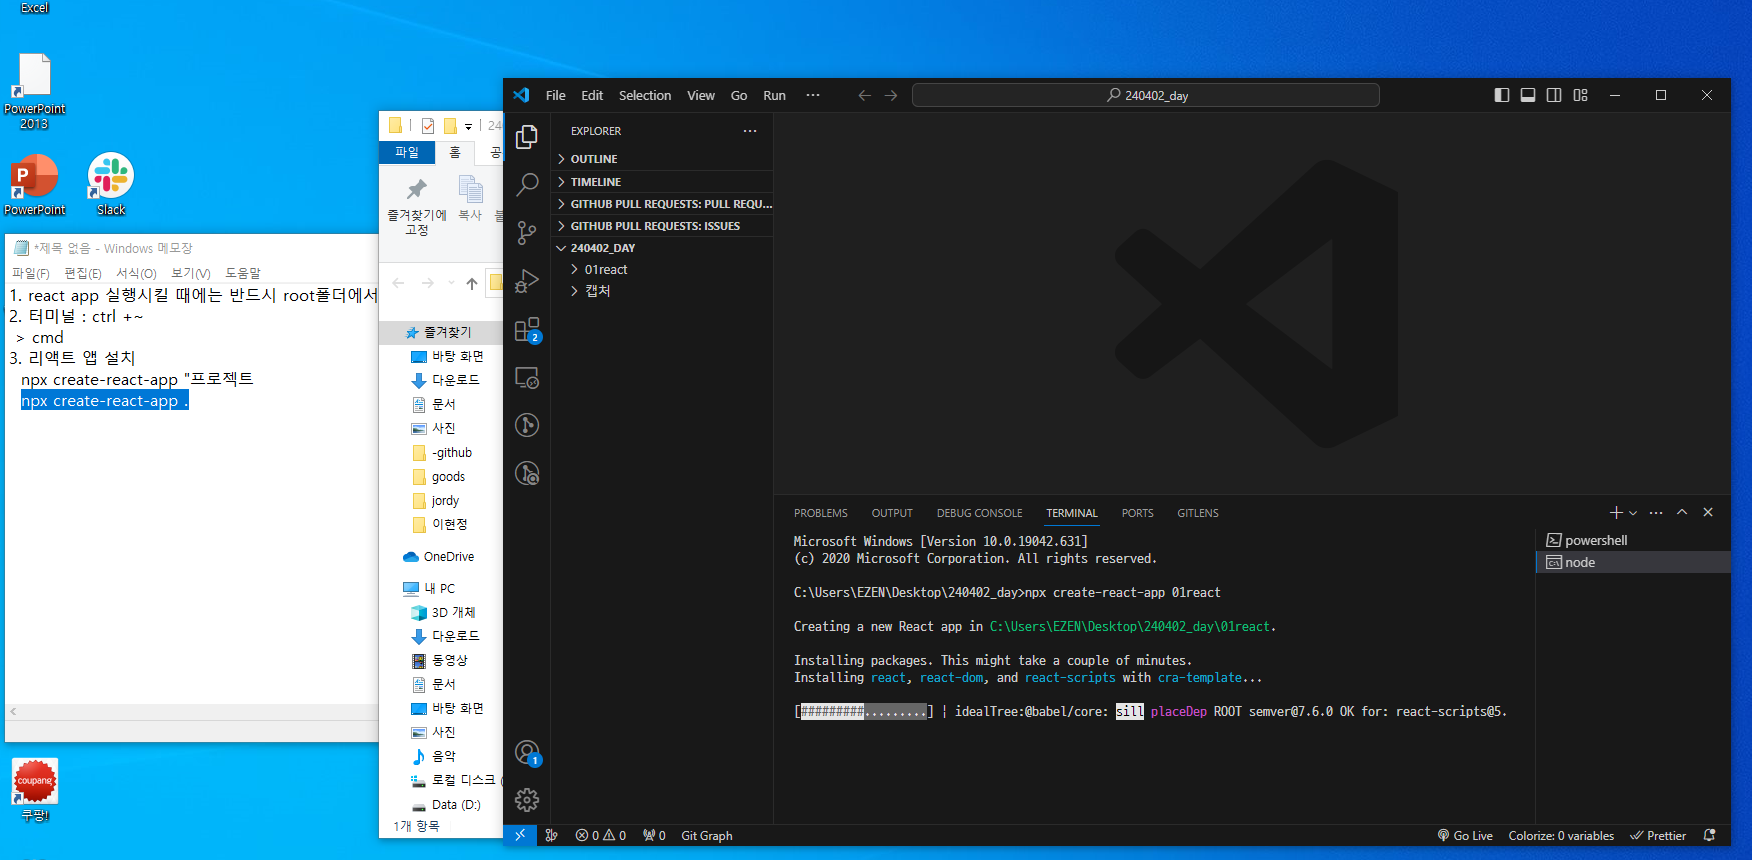 Excel
PowerPoint
2013
PowerPoint
Slack
*제목 없음 - Windows 메모장
파일(F) 편집(E) 서식(O) 보기(V) 도움말
1. react app 실행시킬 때에는 반드시 root폴더에서
2. 터미널 : ctrl +~
> cmd
3. 리액트 앱 설치
npx create-react-app "프로젝트
npx create-react-app .
coupang
쿠팡!
24
파일 홈 공
즐겨찾기에
고정
복사
즐겨찾기
바탕 화면
다운로드
문서
사진
-github
goods
jordy
이현정
OneDrive
내 PC
3D 개체
다운로드
동영상
문서
바탕 화면
사진
음악
로컬 디스크 (
Data (D:)
1개 항목
File Edit Selection View Go Run ···
240402_day
EXPLORER ···
OUTLINE
TIMELINE
GITHUB PULL REQUESTS: PULL REQU...
GITHUB PULL REQUESTS: ISSUES
240402_DAY
01react
캡처
2
1
PROBLEMS OUTPUT DEBUG CONSOLE TERMINAL PORTS GITLENS
Microsoft Windows [Version 10.0.19042.631]
(c) 2020 Microsoft Corporation. All rights reserved.
C:\Users\EZEN\Desktop\240402_day>npx create-react-app 01react
Creating a new React app in C:\Users\EZEN\Desktop\240402_day\01react.
Installing packages. This might take a couple of minutes.
Installing react, react-dom, and react-scripts with cra-template...
[#########.........] ¦ idealTree:@babel/core: sill placeDep ROOT semver@7.6.0 OK for: react-scripts@5.
powershell
node
0 0 0 Git Graph
Go Live Colorize: 0 variables Prettier